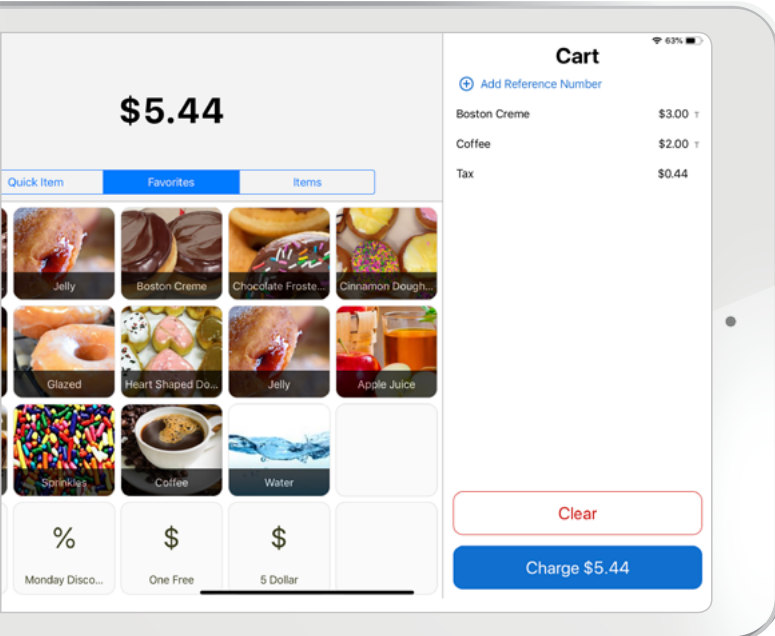 63%
Cart
Add Reference Number
$5.44
Boston Creme $3.00 T
Coffee $2.00 T
Tax $0.44
Quick Item Favorites Items
Jelly Boston Creme Chocolate Froste... Cinnamon Dough...
Glazed Heart Shaped Do... Jelly Apple Juice
Sprinkles Coffee Water
% $ $
Monday Disco... One Free 5 Dollar
Clear
Charge $5.44